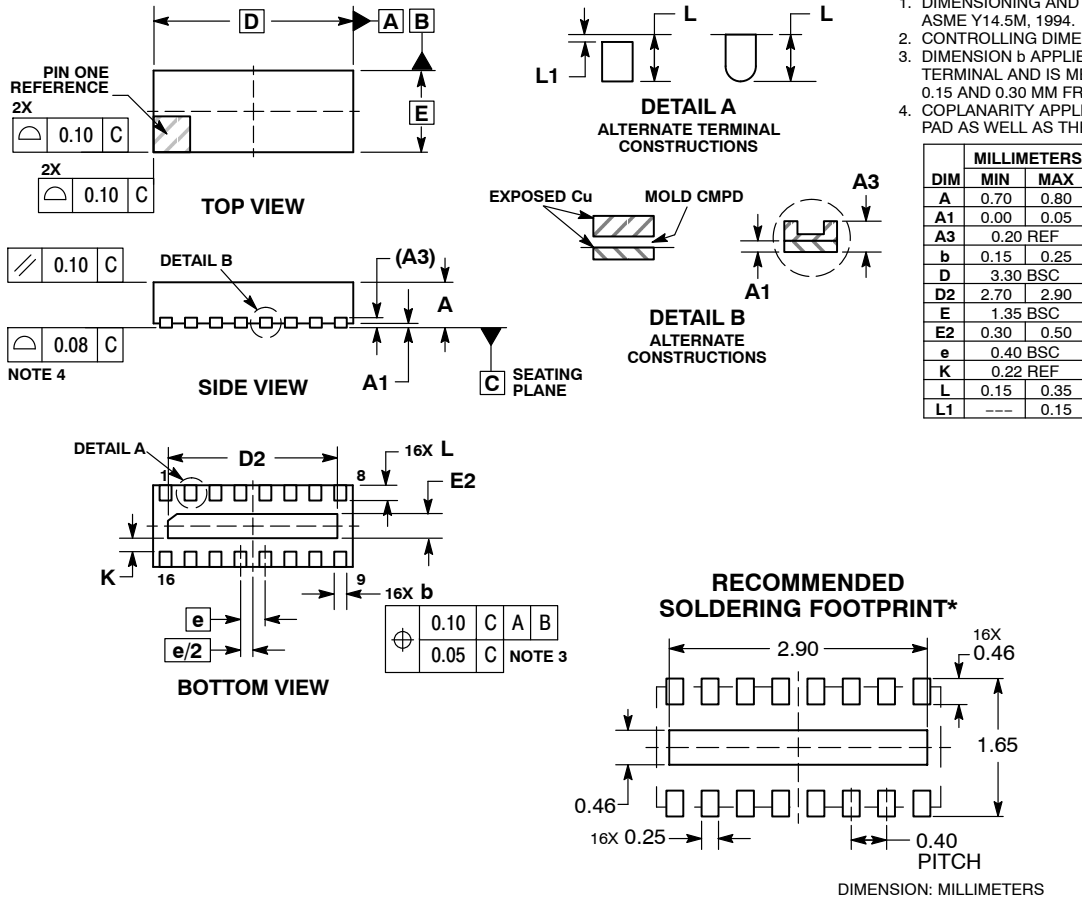 D
A B
PIN ONE
REFERENCE
2X
0.10 C
E
2X
0.10 C
TOP VIEW
L
L
L1
DETAIL A
ALTERNATE TERMINAL
CONSTRUCTIONS
EXPOSED Cu
MOLD CMPD
A3
A1
DETAIL B
ALTERNATE
CONSTRUCTIONS
1. DIMENSIONING AND
ASME Y14.5M, 1994.
2. CONTROLLING DIME
3. DIMENSION b APPLIE
TERMINAL AND IS ME
0.15 AND 0.30 MM FR
4. COPLANARITY APPLI
PAD AS WELL AS THE
MILLIMETERS
DIM MIN MAX
A 0.70 0.80
A1 0.00 0.05
A3 0.20 REF
b 0.15 0.25
D 3.30 BSC
D2 2.70 2.90
E 1.35 BSC
E2 0.30 0.50
e 0.40 BSC
K 0.22 REF
L 0.15 0.35
L1 --- 0.15
0.10 C
DETAIL B
(A3)
A
0.08 C
NOTE 4
SIDE VIEW
A1
C SEATING
PLANE
DETAIL A
D2
16X L
1
8
E2
K
16
9
16X b
e
e/2
0.10 C A B
0.05 C NOTE 3
BOTTOM VIEW
RECOMMENDED
SOLDERING FOOTPRINT*
2.90
16X
0.46
1.65
0.46
16X 0.25
0.40
PITCH
DIMENSION: MILLIMETERS